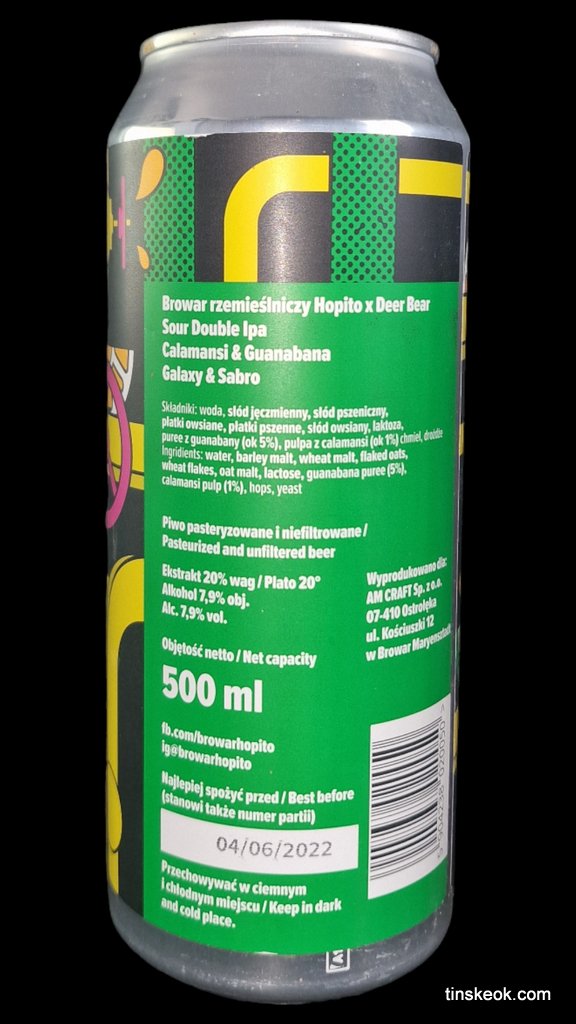 Browar rzemieślniczy Hopito x Deer Bear
Sour Double Ipa
Calamansi & Guanabana
Galaxy & Sabro
Składniki: woda, słód jęczmienny, słód pszeniczny,
płatki owsiane, płatki pszenne, słód owsiany, laktoza,
puree z guanabany (ok 5%), pulpa z calamansi (ok 1%) chmiel, drożdże
Ingridients: water, barley malt, wheat malt, flaked oats,
wheat flakes, oat malt, lactose, guanabana puree (5%),
calamansi pulp (1%), hops, yeast
Piwo pasteryzowane i niefiltrowane /
Pasteurized and unfiltered beer
Ekstrakt 20% wag / Plato 20°
Alkohol 7,9% obj.
Alc. 7,9% vol.
Wyprodukowano dla:
AM CRAFT Sp. z o.o.
07-410 Ostrołęka
ul. Kościuszki 12
w Browar Maryensztadt
Objętość netto / Net capacity
500 ml
fb.com/browarhopito
ig@browarhopito
Najlepiej spożyć przed / Best before
(stanowi także numer partii)
04/06/2022
Przechowywać w ciemnym
i chłodnym miejscu / Keep in dark
and cold place.
tinskeok.com